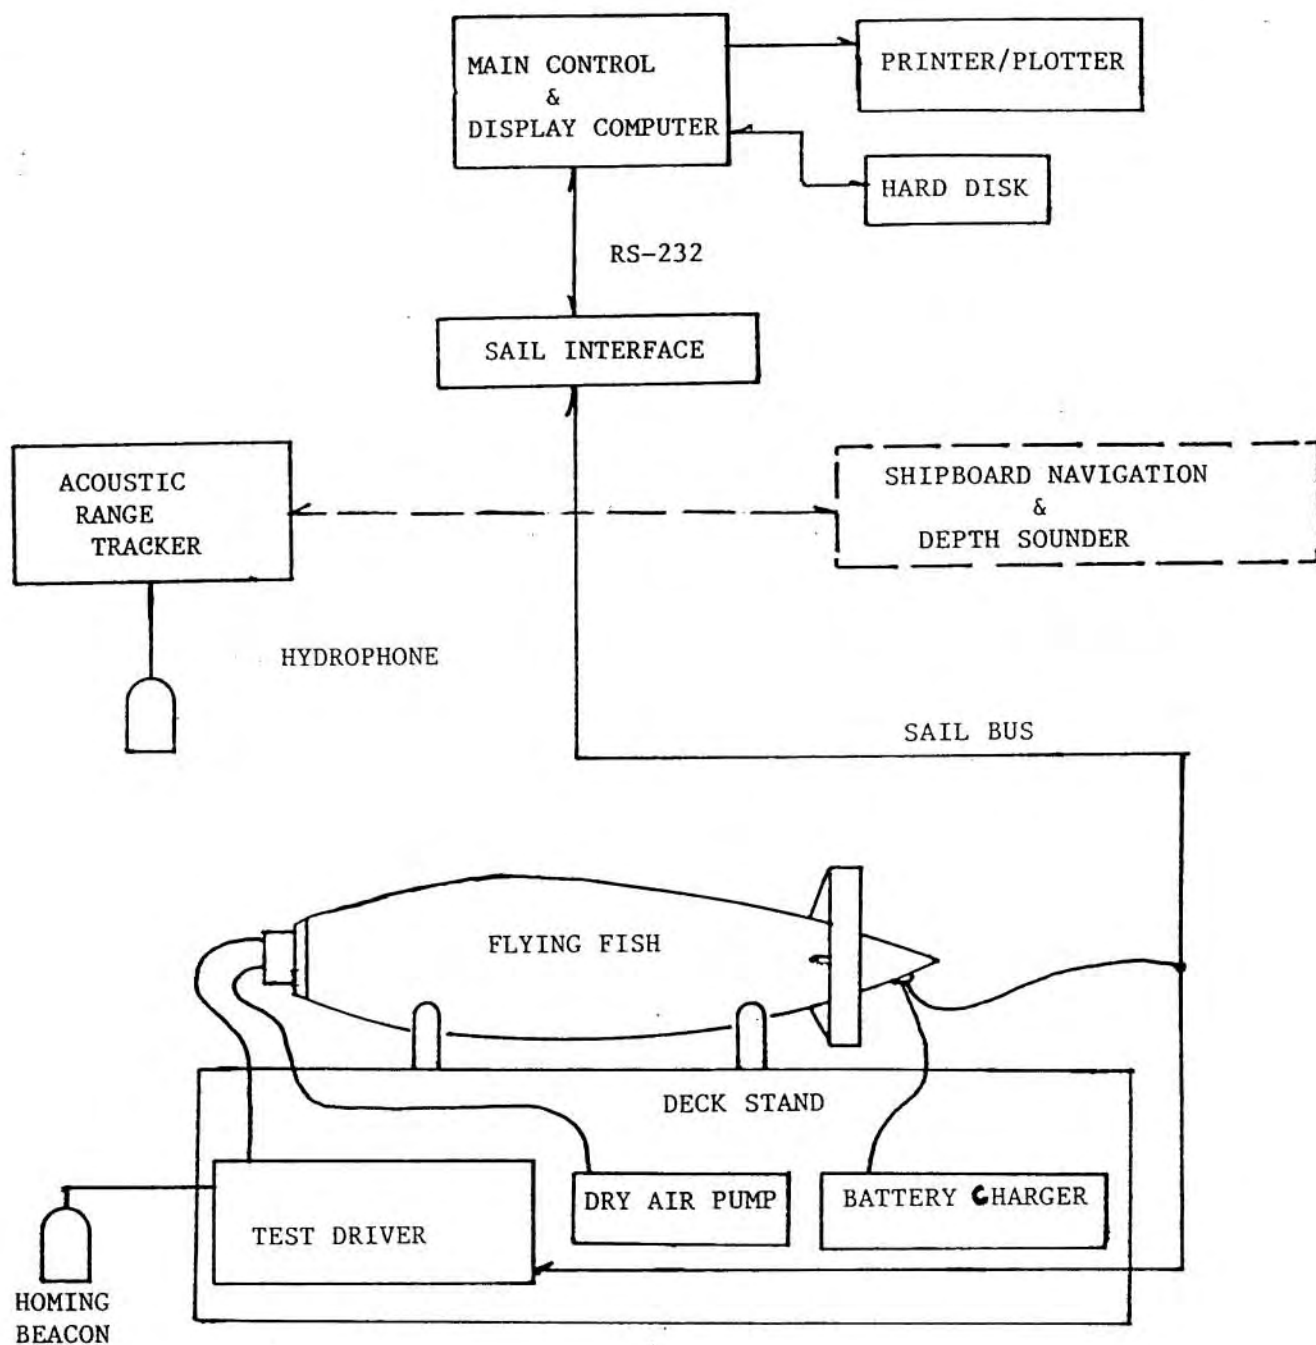 MAIN CONTROL
&
DISPLAY COMPUTER
PRINTER/PLOTTER
HARD DISK
RS-232
SAIL INTERFACE
ACOUSTIC
RANGE
TRACKER
SHIPBOARD NAVIGATION
&
DEPTH SOUNDER
HYDROPHONE
SAIL BUS
FLYING FISH
DECK STAND
TEST DRIVER
DRY AIR PUMP
BATTERY CHARGER
HOMING
BEACON